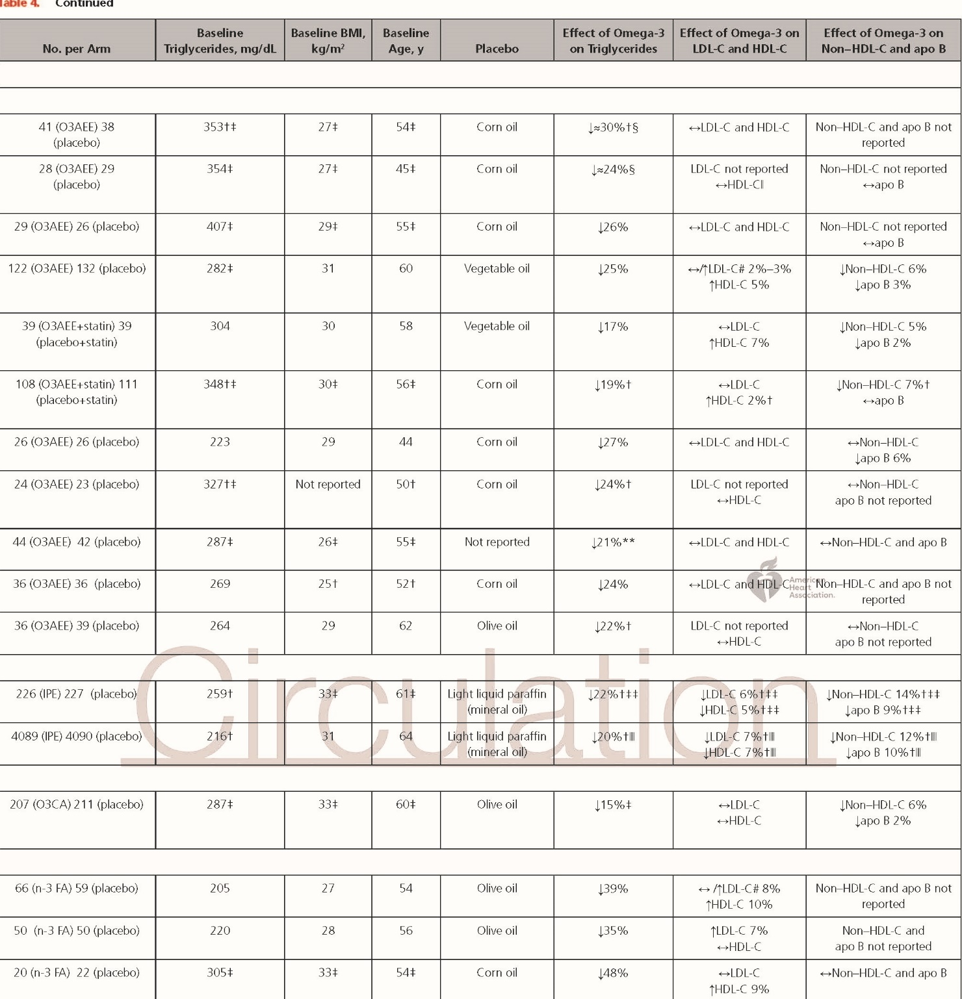 Table 4. Continued
No. per Arm
Baseline
Triglycerides, mg/dL
Baseline BMI,
kg/m²
Baseline
Age, y
Placebo
Effect of Omega-3
on Triglycerides
Effect of Omega-3 on
LDL-C and HDL-C
Effect of Omega-3 on
Non–HDL-C and apo B
41 (O3AEE) 38
(placebo)
353†‡
27‡
54‡
Corn oil
↓≈30%†§
↔LDL-C and HDL-C
Non–HDL-C and apo B not
reported
28 (O3AEE) 29
(placebo)
354‡
27‡
45‡
Corn oil
↓≈24%§
LDL-C not reported
↔HDL-C‖
Non–HDL-C not reported
↔apo B
29 (O3AEE) 26 (placebo)
407‡
29‡
55‡
Corn oil
↓26%
↔LDL-C and HDL-C
Non–HDL-C not reported
↔apo B
122 (O3AEE) 132 (placebo)
282‡
31
60
Vegetable oil
↓25%
↔/↑LDL-C# 2%–3%
↑HDL-C 5%
↓Non–HDL-C 6%
↓apo B 3%
39 (O3AEE+statin) 39
(placebo+statin)
304
30
58
Vegetable oil
↓17%
↔LDL-C
↑HDL-C 7%
↓Non–HDL-C 5%
↓apo B 2%
108 (O3AEE+statin) 111
(placebo+statin)
348†‡
30‡
56‡
Corn oil
↓19%†
↔LDL-C
↑HDL-C 2%†
↓Non–HDL-C 7%†
↔apo B
26 (O3AEE) 26 (placebo)
223
29
44
Corn oil
↓27%
↔LDL-C and HDL-C
↔Non–HDL-C
↓apo B 6%
24 (O3AEE) 23 (placebo)
327†‡
Not reported
50†
Corn oil
↓24%†
LDL-C not reported
↔HDL-C
↔Non–HDL-C
apo B not reported
44 (O3AEE) 42 (placebo)
287‡
26‡
55‡
Not reported
↓21%**
↔LDL-C and HDL-C
↔Non–HDL-C and apo B
36 (O3AEE) 36 (placebo)
269
25†
52†
Corn oil
↓24%
↔LDL-C and HDL-C
Non–HDL-C and apo B not
reported
American
Heart
Association.
36 (O3AEE) 39 (placebo)
264
29
62
Olive oil
↓22%†
LDL-C not reported
↔HDL-C
↔Non–HDL-C
apo B not reported
Circulation
226 (IPE) 227 (placebo)
259†
33‡
61‡
Light liquid paraffin
(mineral oil)
↓22%†‡‡
↓LDL-C 6%†‡‡
↓HDL-C 5%†‡‡
↓Non–HDL-C 14%†‡‡
↓apo B 9%†‡‡
4089 (IPE) 4090 (placebo)
216†
31
64
Light liquid paraffin
(mineral oil)
↓20%†‖‖
↓LDL-C 7%†‖‖
↓HDL-C 7%†‖‖
↓Non–HDL-C 12%†‖‖
↓apo B 10%†‖‖
207 (O3CA) 211 (placebo)
287‡
33‡
60‡
Olive oil
↓15%‡
↔LDL-C
↔HDL-C
↓Non–HDL-C 6%
↓apo B 2%
66 (n-3 FA) 59 (placebo)
205
27
54
Olive oil
↓39%
↔ /↑LDL-C# 8%
↑HDL-C 10%
Non–HDL-C and apo B not
reported
50 (n-3 FA) 50 (placebo)
220
28
56
Olive oil
↓35%
↑LDL-C 7%
↔HDL-C
Non–HDL-C and
apo B not reported
20 (n-3 FA) 22 (placebo)
305‡
33‡
54‡
Corn oil
↓48%
↔LDL-C
↑HDL-C 9%
↔Non–HDL-C and apo B